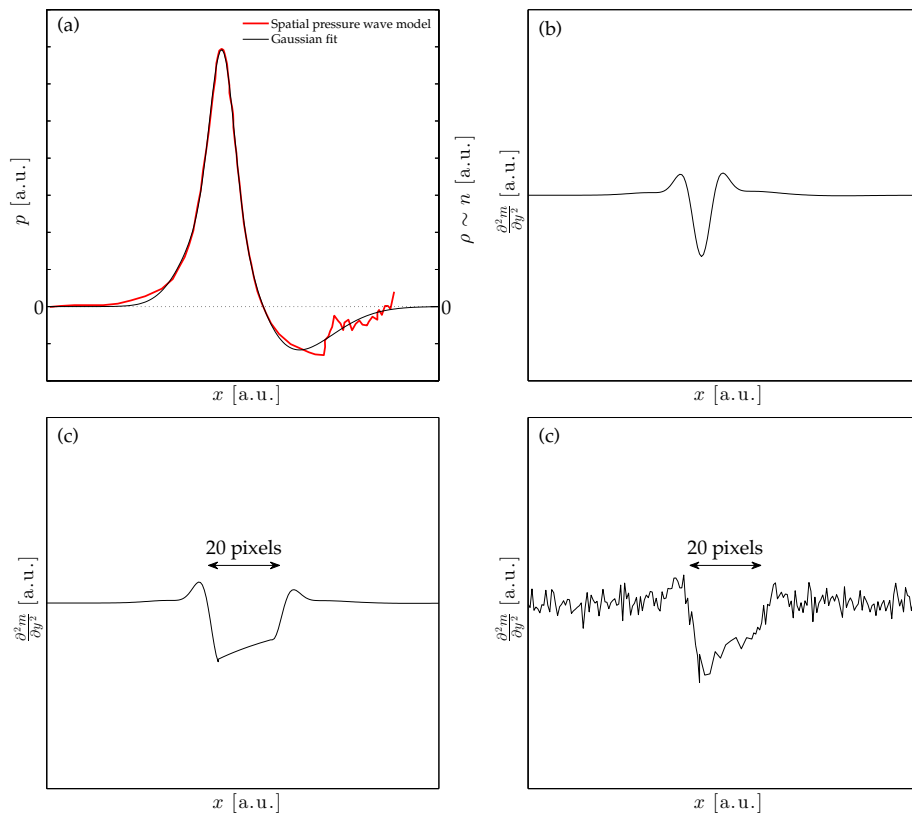 (a)
Spatial pressure wave model
Gaussian fit
p [a.u.]
0
x [a.u.]
ρ ∼ n [a.u.]
0
(b)
∂²m/∂y² [a.u.]
x [a.u.]
(c)
20 pixels
∂²m/∂y² [a.u.]
x [a.u.]
(c)
20 pixels
∂²m/∂y² [a.u.]
x [a.u.]